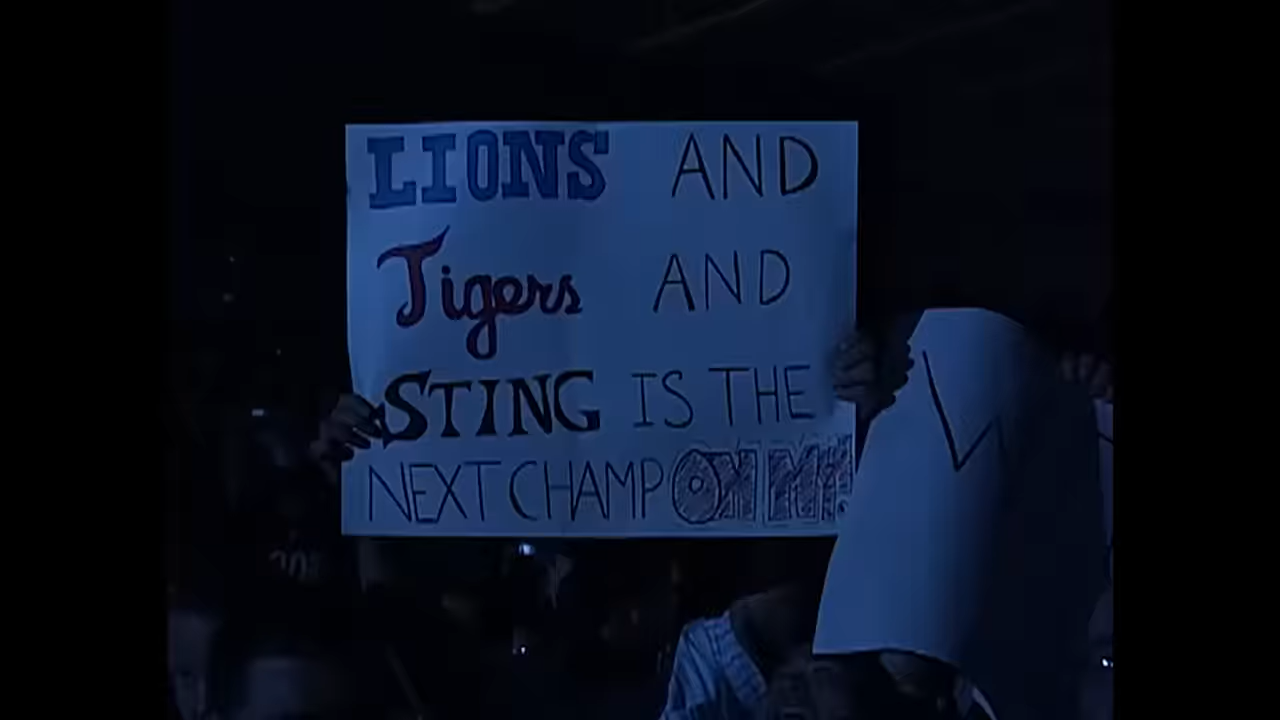 LIONS AND
Tigers AND
STING IS THE
NEXT CHAMP OH MY!